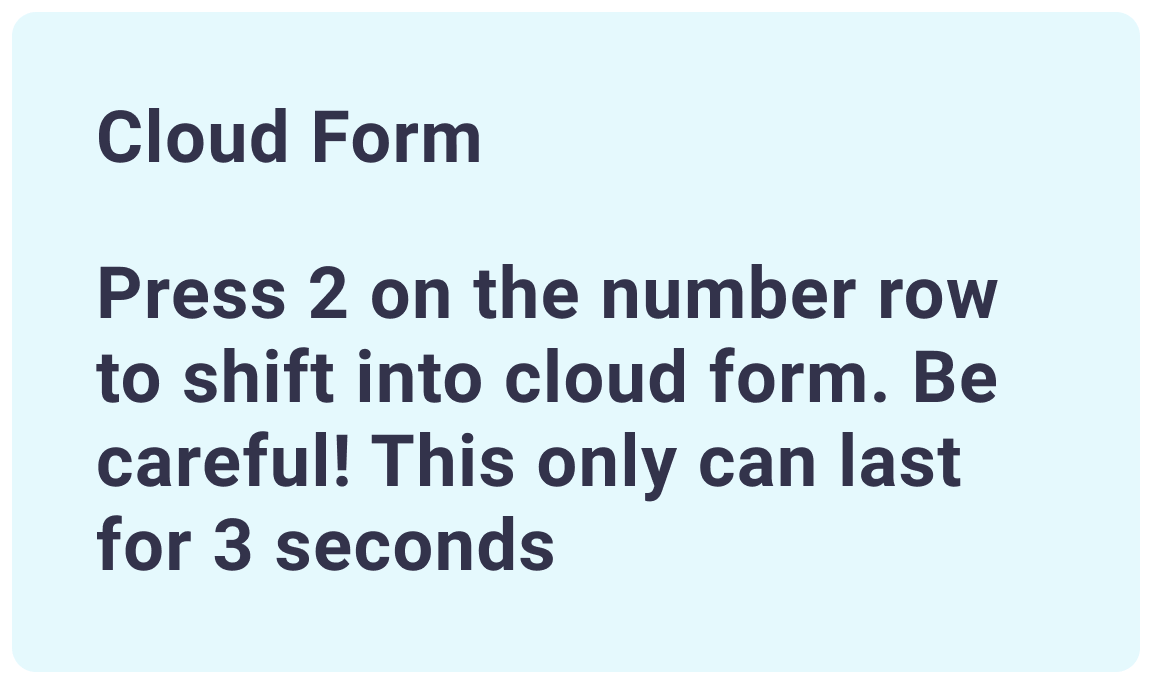 Cloud Form
Press 2 on the number row
to shift into cloud form. Be
careful! This only can last
for 3 seconds